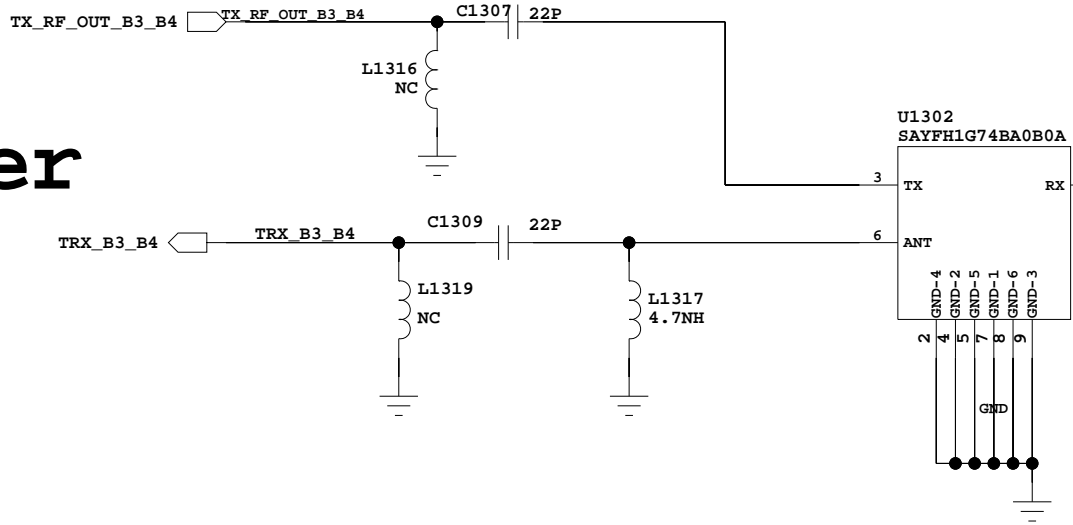 TX_RF_OUT_B3_B4 TX_RF_OUT_B3_B4 C1307 22P
L1316
NC
U1302
SAYFH1G74BA0B0A
er
3 TX RX
TRX_B3_B4 TRX_B3_B4 C1309 22P 6 ANT
L1319
NC
L1317
4.7NH
GND-4 GND-2 GND-5 GND-1 GND-6 GND-3
2 4 5 7 8 9
GND